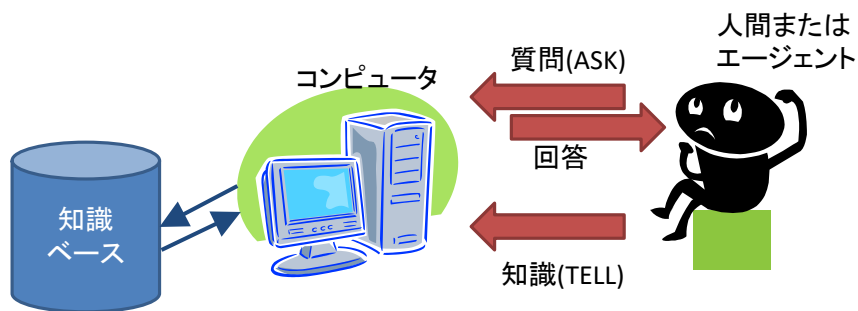 人間または
エージェント
質問(ASK)
コンピュータ
回答
知識
ベース
知識(TELL)